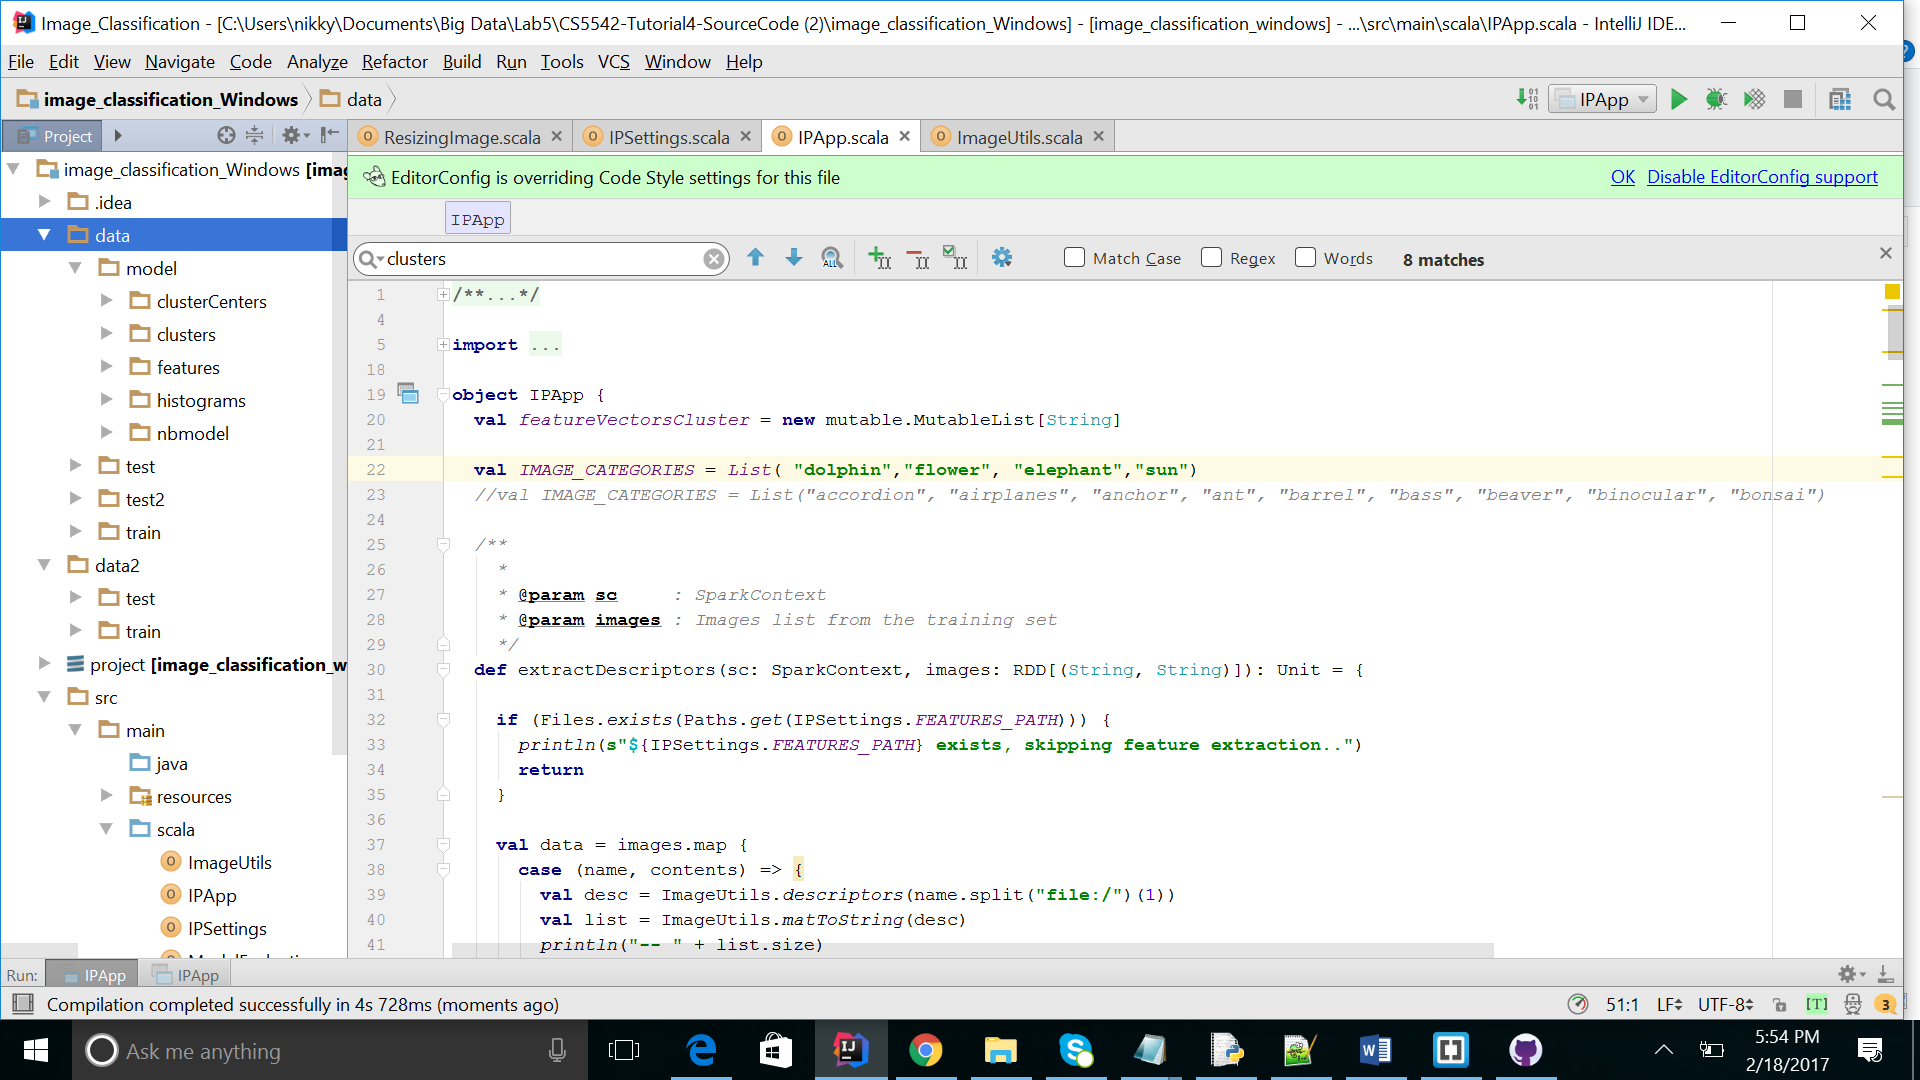 Image_Classification - [C:\Users\nikky\Documents\Big Data\Lab5\CS5542-Tutorial4-SourceCode (2)\image_classification_Windows] - [image_classification_windows] - ...\src\main\scala\IPApp.scala - IntelliJ IDE...
File Edit View Navigate Code Analyze Refactor Build Run Tools VCS Window Help
image_classification_Windows data IPApp
Project
ResizingImage.scala IPSettings.scala IPApp.scala ImageUtils.scala
EditorConfig is overriding Code Style settings for this file OK Disable EditorConfig support
IPApp
clusters Match Case Regex Words 8 matches
image_classification_Windows [imag
.idea
data
model
clusterCenters
clusters
features
histograms
nbmodel
test
test2
train
data2
test
train
project [image_classification_w
src
main
java
resources
scala
ImageUtils
IPApp
IPSettings
1 /**...*/
4
5 import ...
18
19 object IPApp {
20 val featureVectorsCluster = new mutable.MutableList[String]
21
22 val IMAGE_CATEGORIES = List( "dolphin","flower", "elephant","sun")
23 //val IMAGE_CATEGORIES = List("accordion", "airplanes", "anchor", "ant", "barrel", "bass", "beaver", "binocular", "bonsai")
24
25 /**
26 *
27 * @param sc : SparkContext
28 * @param images : Images list from the training set
29 */
30 def extractDescriptors(sc: SparkContext, images: RDD[(String, String)]): Unit = {
31
32 if (Files.exists(Paths.get(IPSettings.FEATURES_PATH))) {
33 println(s"${IPSettings.FEATURES_PATH} exists, skipping feature extraction..")
34 return
35 }
36
37 val data = images.map {
38 case (name, contents) => {
39 val desc = ImageUtils.descriptors(name.split("file:/")(1))
40 val list = ImageUtils.matToString(desc)
41 println("-- " + list.size)
Run: IPApp IPApp
Compilation completed successfully in 4s 728ms (moments ago) 51:1 LF UTF-8 [T] 3
Ask me anything
5:54 PM
2/18/2017